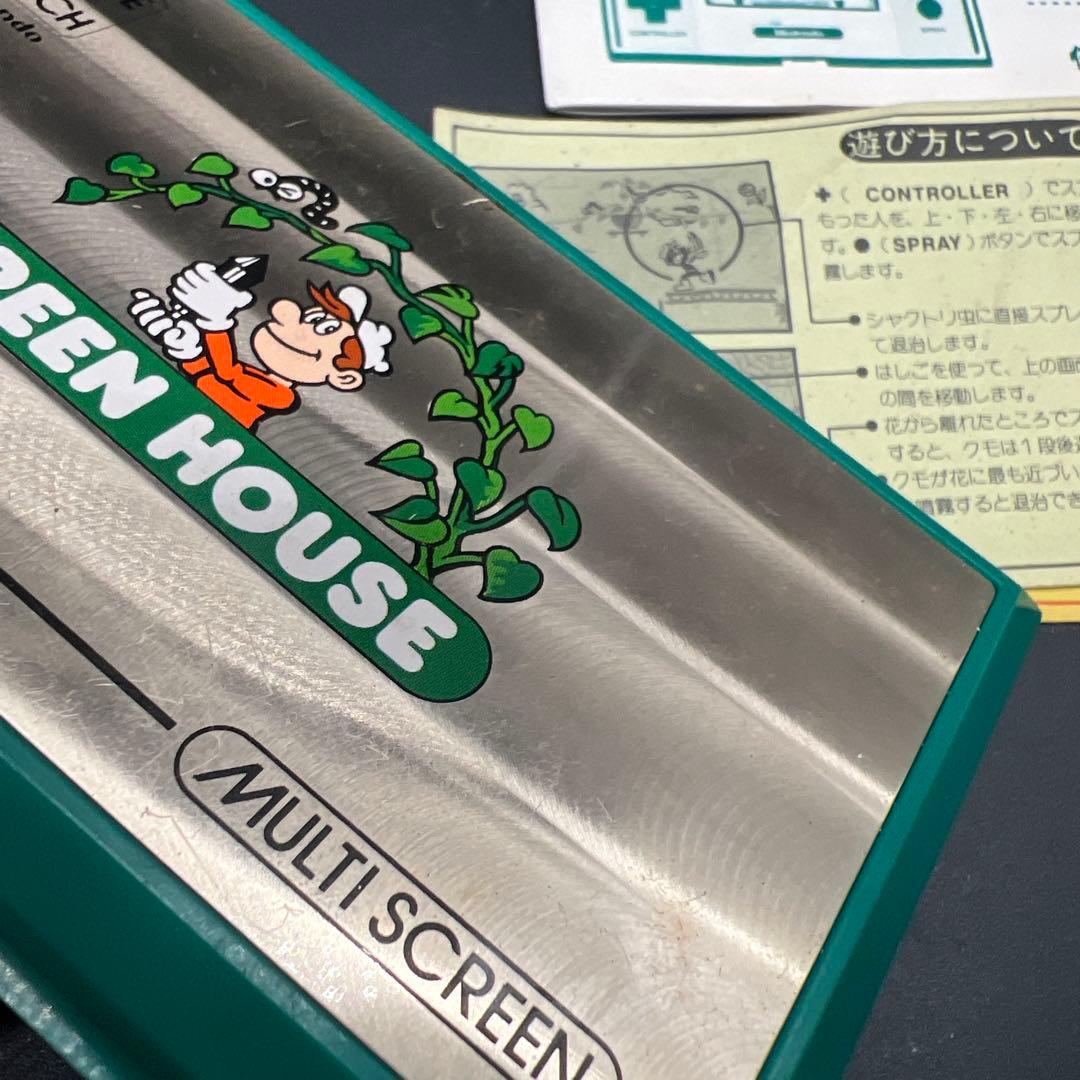 CH
ndo
REEN HOUSE
MULTI SCREEN
CONTROLLER
Nintendo
SPRAY
遊び方について
✚( CONTROLLER )でス
もった人を、上・下・左・右に移
す。●(SPRAY)ボタンでスプ
霧します。
シャクトリ虫に直接スプレ
て退治します。
はしごを使って、上の画
の間を移動します。
花から離れたところでス
すると、クモは1段後
クモが花に最も近づい
噴霧すると退治でき